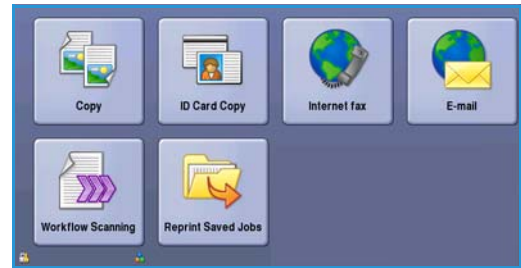 Copy
ID Card Copy
Internet fax
E-mail
Workflow Scanning
Reprint Saved Jobs